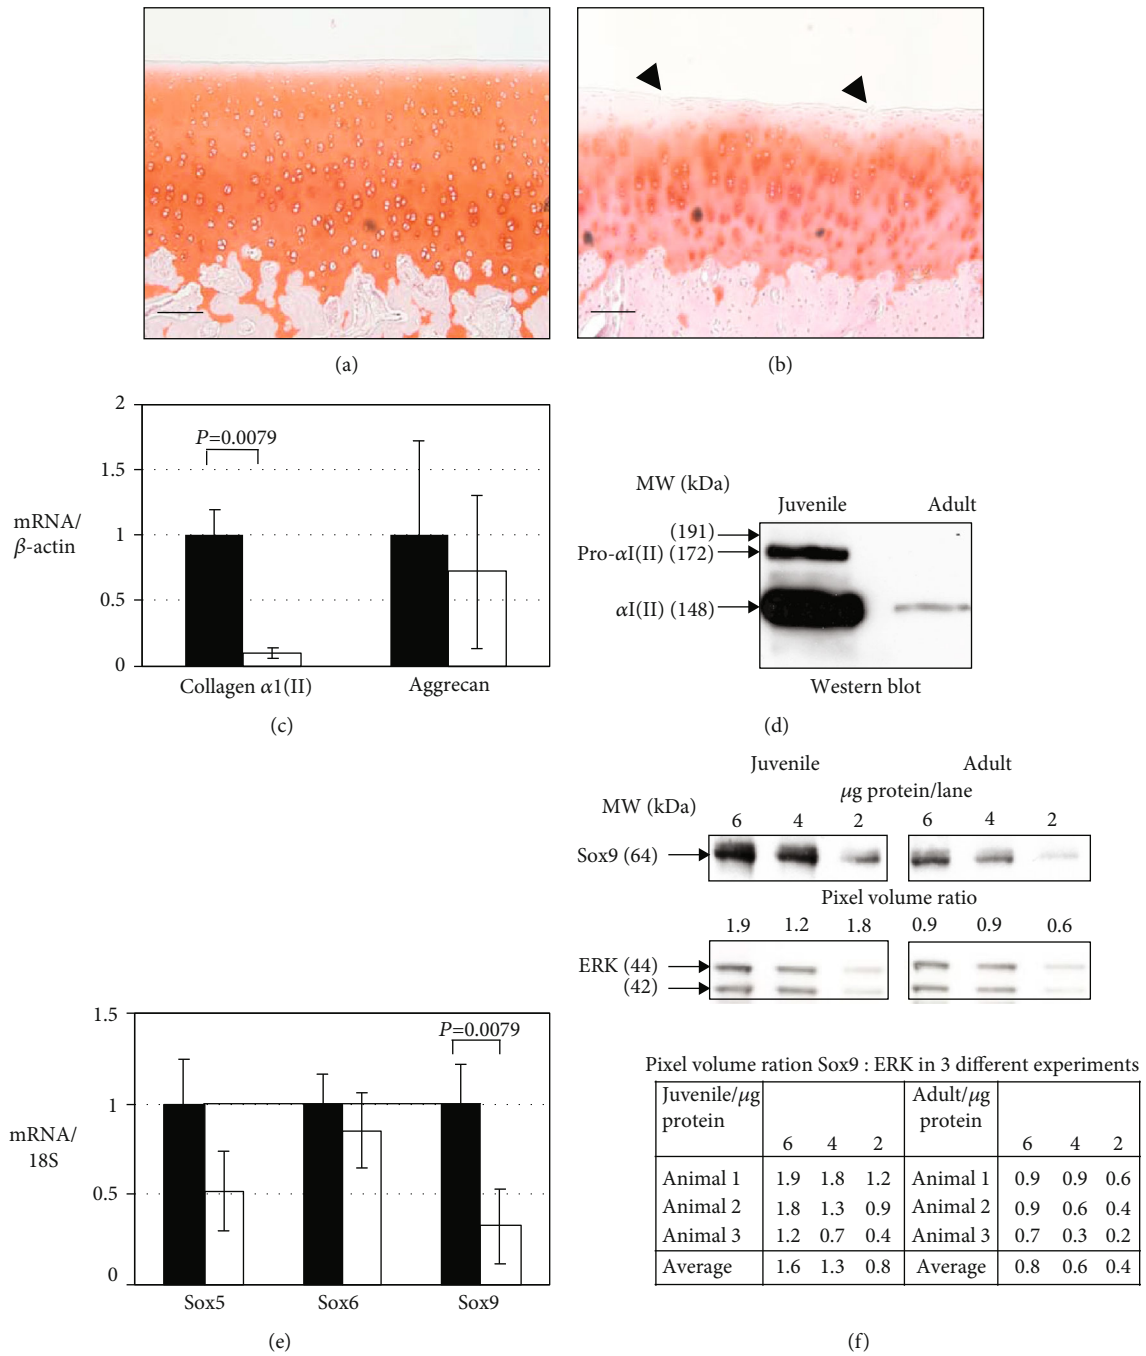 (a)
(b)
2
1.5
1
0.5
0
mRNA/
β-actin
P=0.0079
Collagen α1(II)
Aggrecan
(c)
MW (kDa)
Juvenile
Adult
(191)
Pro-αI(II) (172)
αI(II) (148)
Western blot
(d)
1.5
1
0.5
0
mRNA/
18S
P=0.0079
Sox5
Sox6
Sox9
(e)
Juvenile
Adult
μg protein/lane
MW (kDa)
6 4 2 6 4 2
Sox9 (64)
Pixel volume ratio
1.9 1.2 1.8 0.9 0.9 0.6
ERK (44)
(42)
Pixel volume ration Sox9 : ERK in 3 different experiments
Juvenile/μg Adult/μg
protein protein
6 4 2 6 4 2
Animal 1 1.9 1.8 1.2 Animal 1 0.9 0.9 0.6
Animal 2 1.8 1.3 0.9 Animal 2 0.9 0.6 0.4
Animal 3 1.2 0.7 0.4 Animal 3 0.7 0.3 0.2
Average 1.6 1.3 0.8 Average 0.8 0.6 0.4
(f)